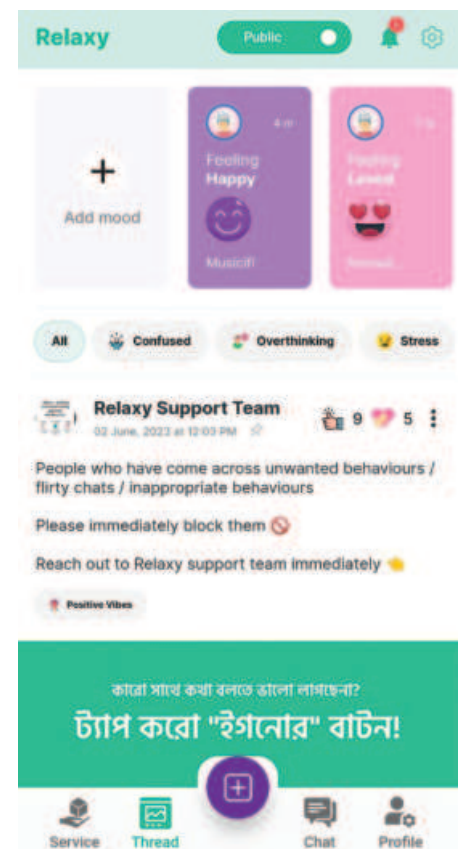 Relaxy
Public
Add mood
4 m
Feeling
Happy
Musicifi
Feeling
Loved
All
Confused
Overthinking
Stress
Relaxy Support Team
02 June, 2023 at 12:03 PM
9
5
People who have come across unwanted behaviours /
flirty chats / inappropriate behaviours
Please immediately block them
Reach out to Relaxy support team immediately
Positive Vibes
কারো সাথে কথা বলতে ভালো লাগছেনা?
ট্যাপ করো "ইগনোর" বাটন!
Service
Thread
Chat
Profile